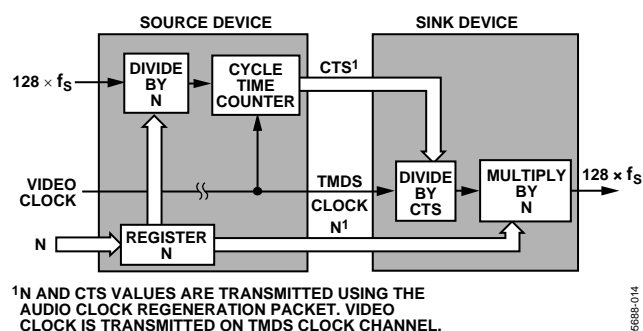 SOURCE DEVICE
SINK DEVICE
128 × fS
DIVIDE
BY
N
CYCLE
TIME
COUNTER
CTS1
VIDEO
CLOCK
TMDS
CLOCK
N1
DIVIDE
BY
CTS
MULTIPLY
BY
N
128 × fS
N
REGISTER
N
1N AND CTS VALUES ARE TRANSMITTED USING THE
AUDIO CLOCK REGENERATION PACKET. VIDEO
CLOCK IS TRANSMITTED ON TMDS CLOCK CHANNEL.
5688-014